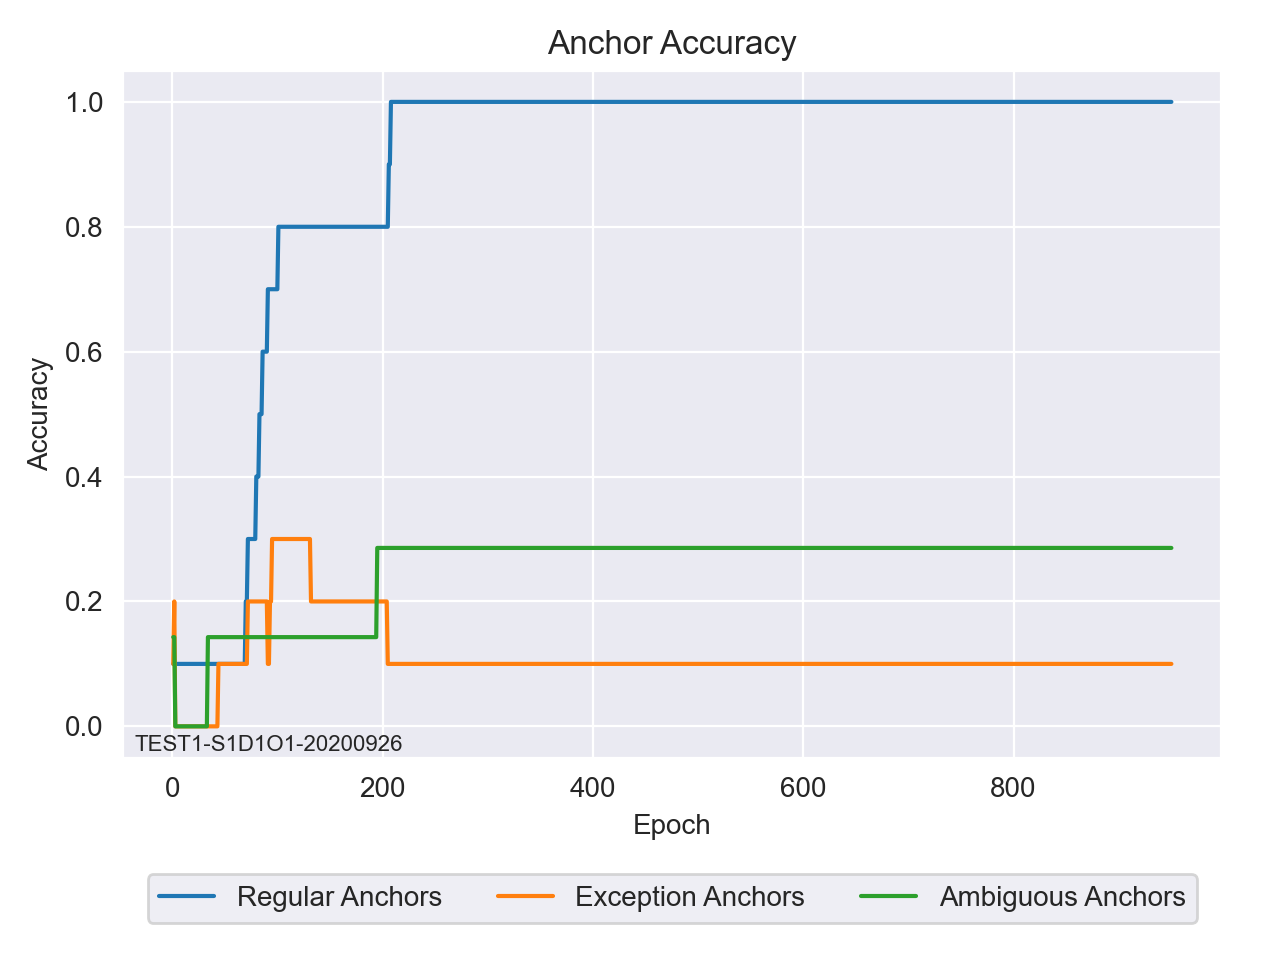 Anchor Accuracy
1.0
0.8
0.6
0.4
0.2
0.0
Accuracy
TEST1-S1D1O1-20200926
0 200 400 600 800
Epoch
Regular Anchors Exception Anchors Ambiguous Anchors